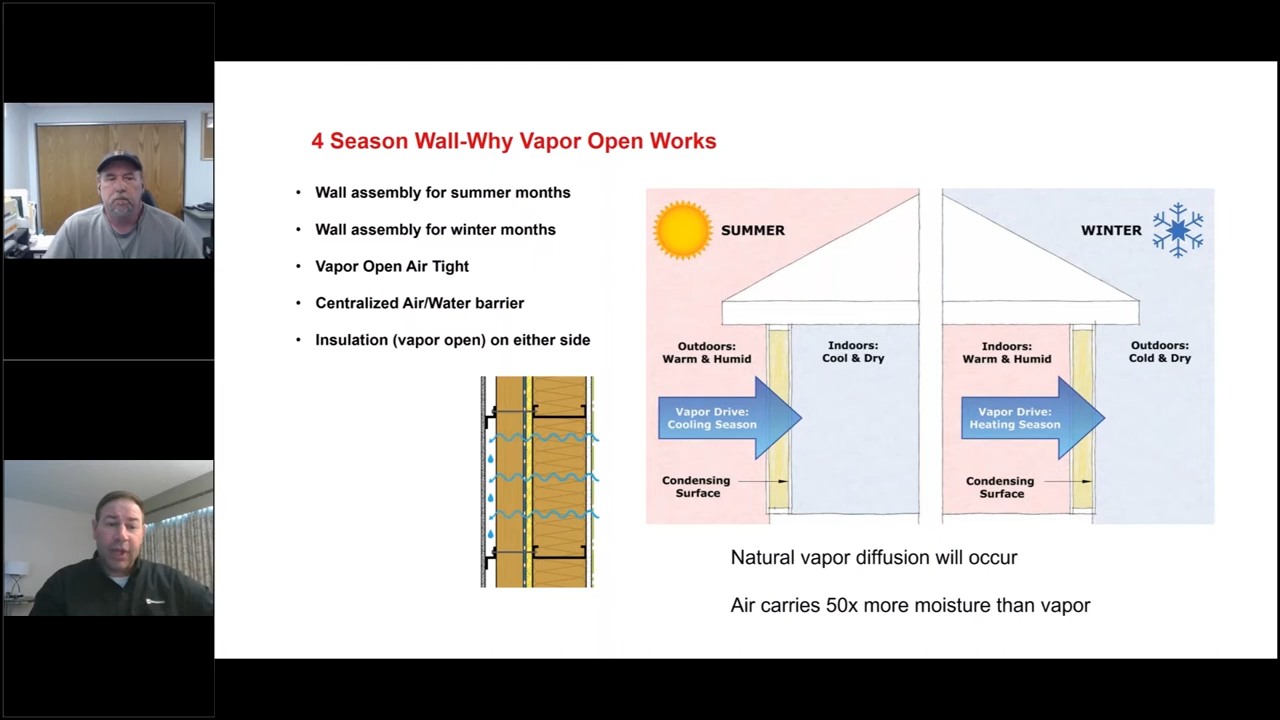 4 Season Wall-Why Vapor Open Works
• Wall assembly for summer months
• Wall assembly for winter months
• Vapor Open Air Tight
• Centralized Air/Water barrier
• Insulation (vapor open) on either side
SUMMER
WINTER
Outdoors:
Warm & Humid
Indoors:
Cool & Dry
Indoors:
Warm & Humid
Outdoors:
Cold & Dry
Vapor Drive:
Cooling Season
Vapor Drive:
Heating Season
Condensing
Surface
Condensing
Surface
Natural vapor diffusion will occur
Air carries 50x more moisture than vapor